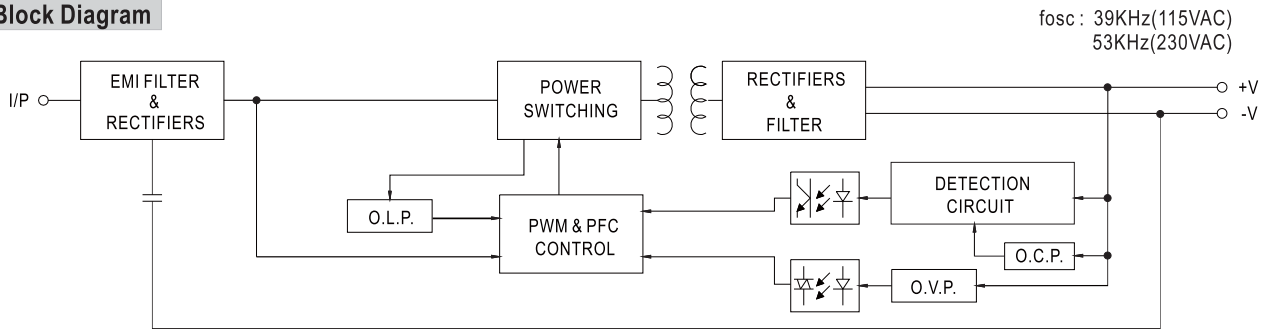 Block Diagram
fosc : 39KHz(115VAC)
53KHz(230VAC)
I/P
EMI FILTER
&
RECTIFIERS
POWER
SWITCHING
RECTIFIERS
&
FILTER
+V
-V
O.L.P.
PWM & PFC
CONTROL
DETECTION
CIRCUIT
O.C.P.
O.V.P.